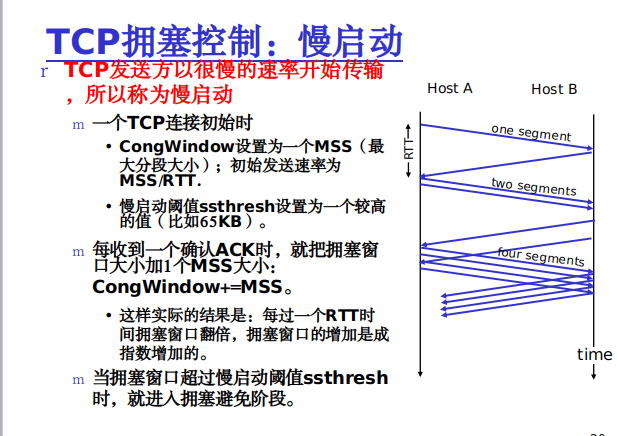 TCP拥塞控制：慢启动
r TCP发送方以很慢的速率开始传输
，所以称为慢启动
m 一个TCP连接初始时
• CongWindow设置为一个MSS（最
大分段大小）；初始发送速率为
MSS/RTT.
• 慢启动阈值ssthresh设置为一个较高
的值（比如65KB）。
m 每收到一个确认ACK时，就把拥塞窗
口大小加1个MSS大小：
CongWindow+=MSS。
• 这样实际的结果是：每过一个RTT时
间拥塞窗口翻倍，拥塞窗口的增加是成
指数增加的。
m 当拥塞窗口超过慢启动阈值ssthresh
时，就进入拥塞避免阶段。
Host A
Host B
RTT
one segment
two segments
four segments
time